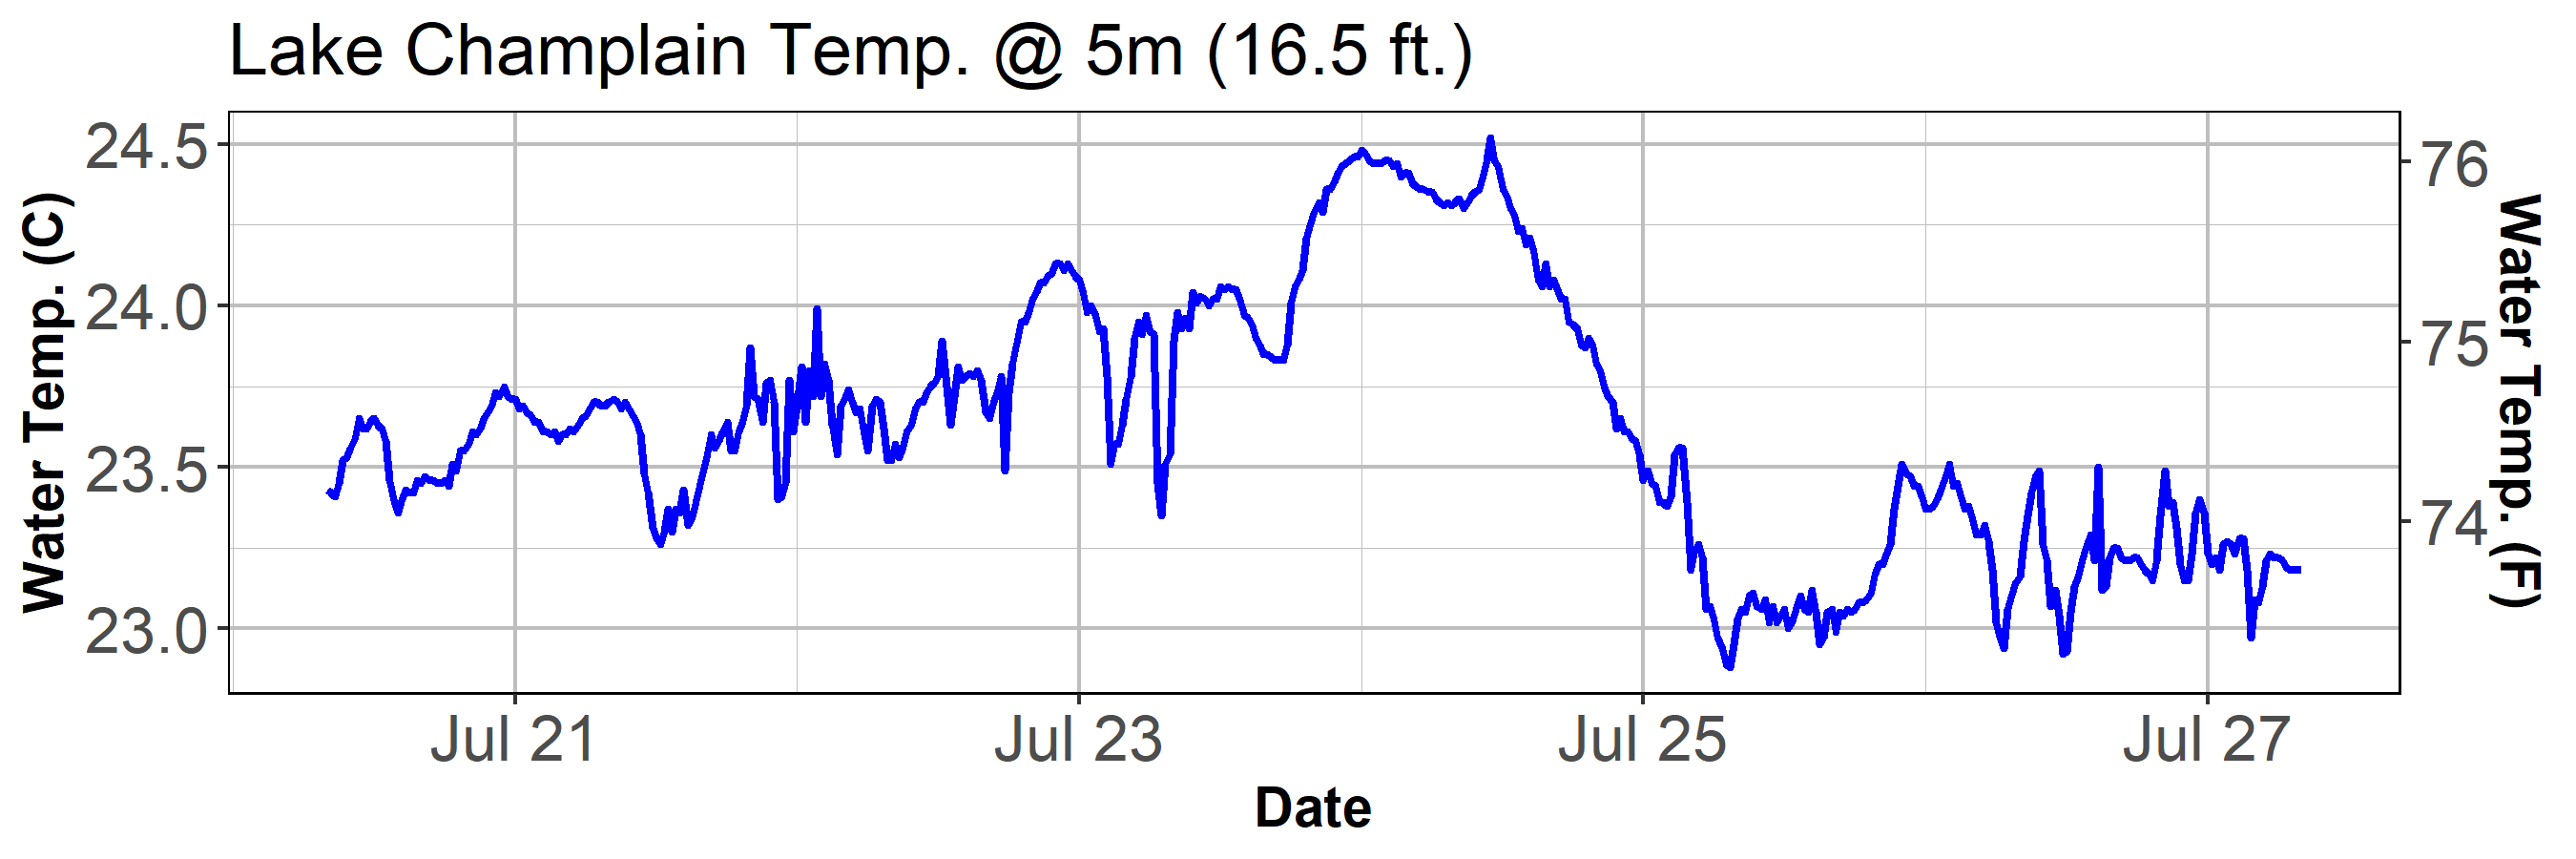 Lake Champlain Temp. @ 5m (16.5 ft.)
Water Temp. (C)
24.5
24.0
23.5
23.0
76
75
74
Water Temp. (F)
Jul 21 Jul 23 Jul 25 Jul 27
Date